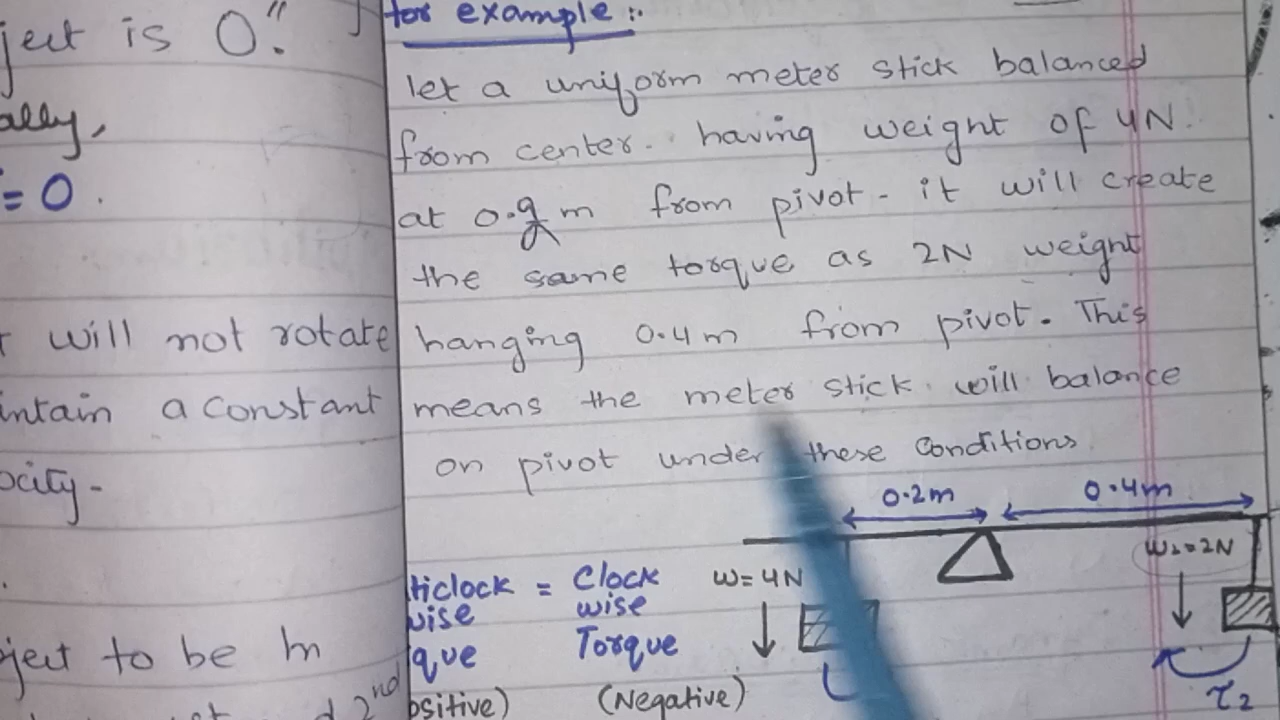 ject is 0."
ally,
= 0.
will not rotate
intain a constant
ocity-
ject to be In
2nd
for example:.
let a uniform meter stick balanced
from center. having weight of 4N.
at 0.2 m from pivot - it will create
the same torque as 2N weight
hanging 0.4m from pivot. This
means the meter stick will balance
on pivot under these conditions.
0.2m 0.4m
W=4N W2=2N
ticlock = Clock
wise wise
que Torque
ositive) (Negative)
τ2